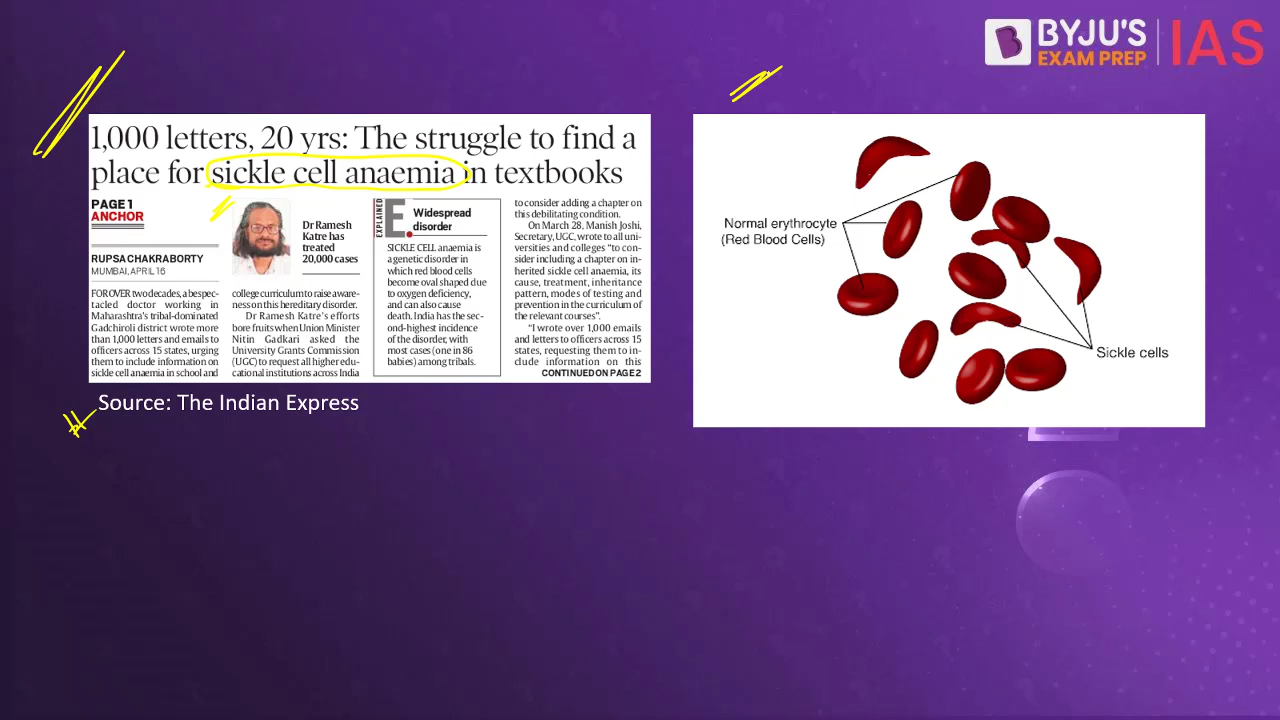 BYJU'S
EXAM PREP
IAS
1,000 letters, 20 yrs: The struggle to find a
place for sickle cell anaemia in textbooks
PAGE 1
ANCHOR
RUPSA CHAKRABORTY
MUMBAI, APRIL 16
FOR OVER two decades, a bespec-
tacled doctor working in
Maharashtra's tribal-dominated
Gadchiroli district wrote more
than 1,000 letters and emails to
officers across 15 states, urging
them to include information on
sickle cell anaemia in school and
Dr Ramesh
Katre has
treated
20,000 cases
college curriculum to raise aware-
ness on this hereditary disorder.
Dr Ramesh Katre's efforts
bore fruits when Union Minister
Nitin Gadkari asked the
University Grants Commission
(UGC) to request all higher edu-
cational institutions across India
EXPLAINED
E.
Widespread
disorder
SICKLE CELL anaemia is
a genetic disorder in
which red blood cells
become oval shaped due
to oxygen deficiency,
and can also cause
death. India has the sec-
ond-highest incidence
of the disorder, with
most cases (one in 86
babies) among tribals.
to consider adding a chapter on
this debilitating condition.
On March 28, Manish Joshi,
Secretary, UGC, wrote to all uni-
versities and colleges "to con-
sider including a chapter on in-
herited sickle cell anaemia, its
cause, treatment, inheritance
pattern, modes of testing and
prevention in the curriculum of
the relevant courses".
"I wrote over 1,000 emails
and letters to officers across 15
states, requesting them to in-
clude information on this
CONTINUED ON PAGE 2
Source: The Indian Express
Normal erythrocyte
(Red Blood Cells)
Sickle cells